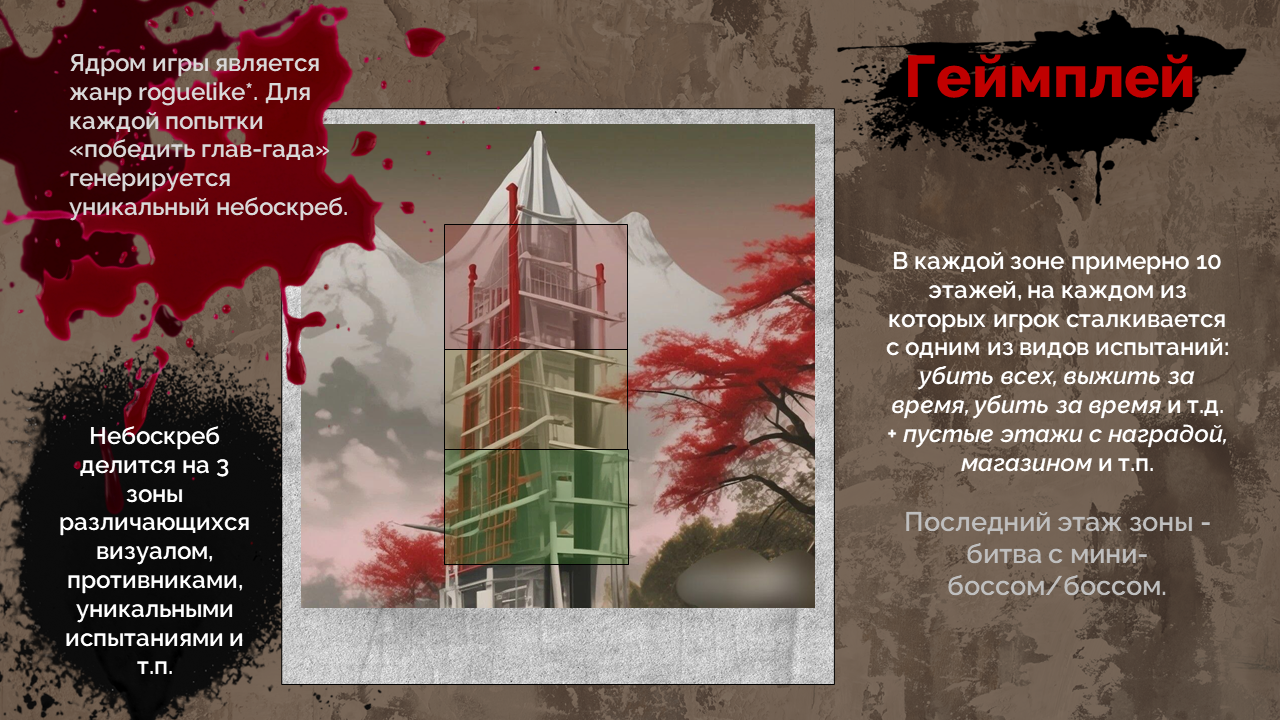 Геймплей
Ядром игры является
жанр roguelike*. Для
каждой попытки
«победить глав-гада»
генерируется
уникальный небоскреб.
Небоскреб
делится на 3
зоны
различающихся
визуалом,
противниками,
уникальными
испытаниями и
т.п.
В каждой зоне примерно 10
этажей, на каждом из
которых игрок сталкивается
с одним из видов испытаний:
убить всех, выжить за
время, убить за время и т.д.
+ пустые этажи с наградой,
магазином и т.п.
Последний этаж зоны -
битва с мини-
боссом/боссом.